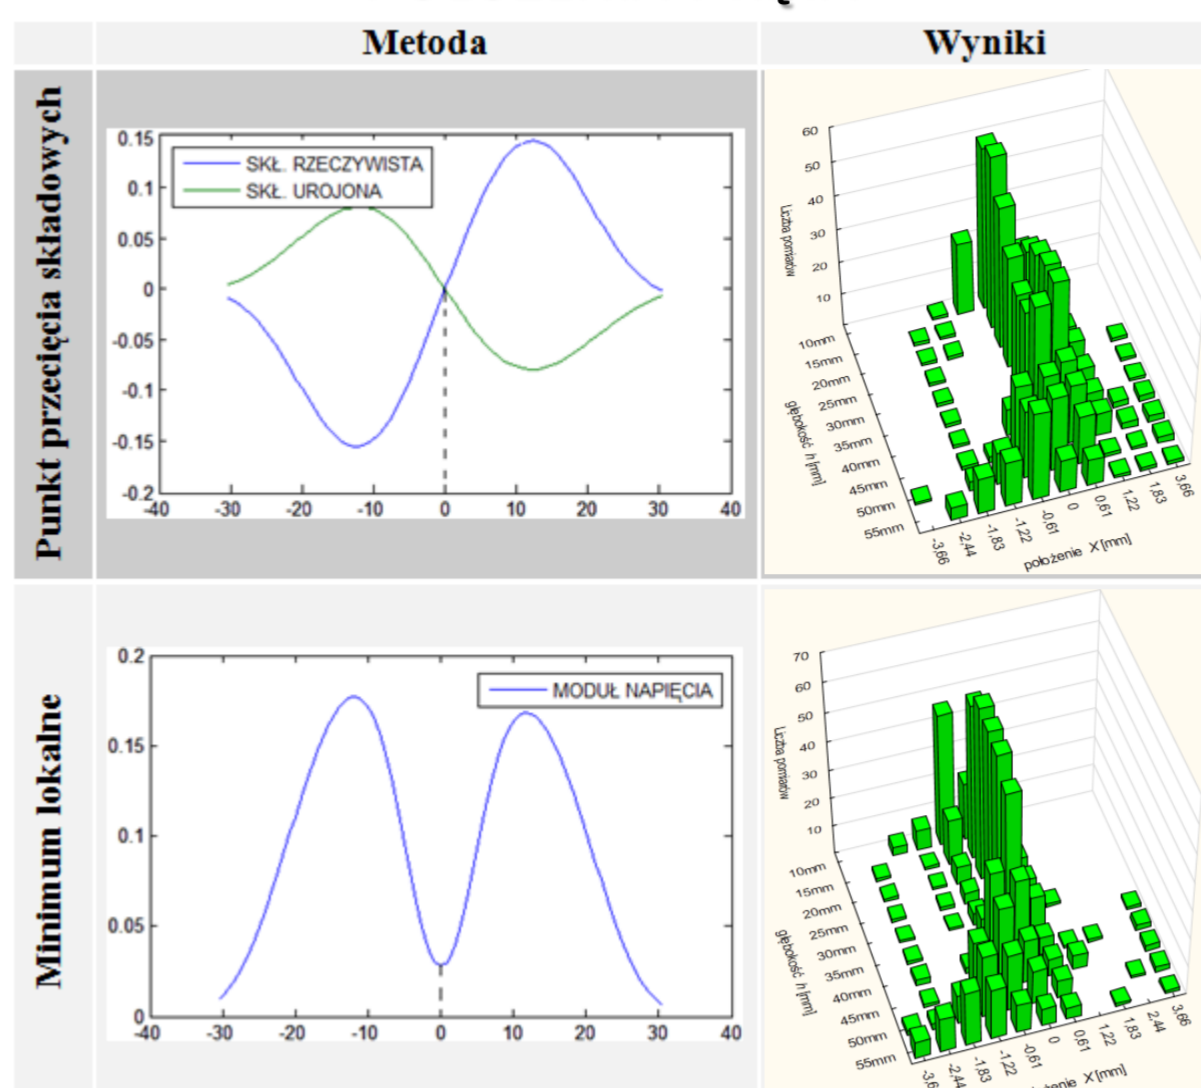 Metoda
Wyniki
Punkt przecięcia składowych
0.15
0.1
0.05
0
-0.05
-0.1
-0.15
-0.2
SKŁ. RZECZYWISTA
SKŁ. UROJONA
-40 -30 -20 -10 0 10 20 30 40
60
50
40
30
20
10
Liczba pomiarów
10mm
15mm
20mm
25mm
30mm
35mm
40mm
45mm
50mm
55mm
głębokość h [mm]
-3,66 -2,44 -1,83 -1,22 -0,61 0 0,61 1,22 1,83 3,66
położenie X [mm]
Minimum lokalne
0.2
0.15
0.1
0.05
0
MODUŁ NAPIĘCIA
-40 -30 -20 -10 0 10 20 30 40
70
60
50
40
30
20
10
Liczba pomiarów
10mm
15mm
20mm
25mm
30mm
35mm
40mm
45mm
50mm
55mm
głębokość h [mm]
-2,44 -1,83 -1,22 -0,61 0 0,61 1,22 1,83 2,44 3,66
X [mm]